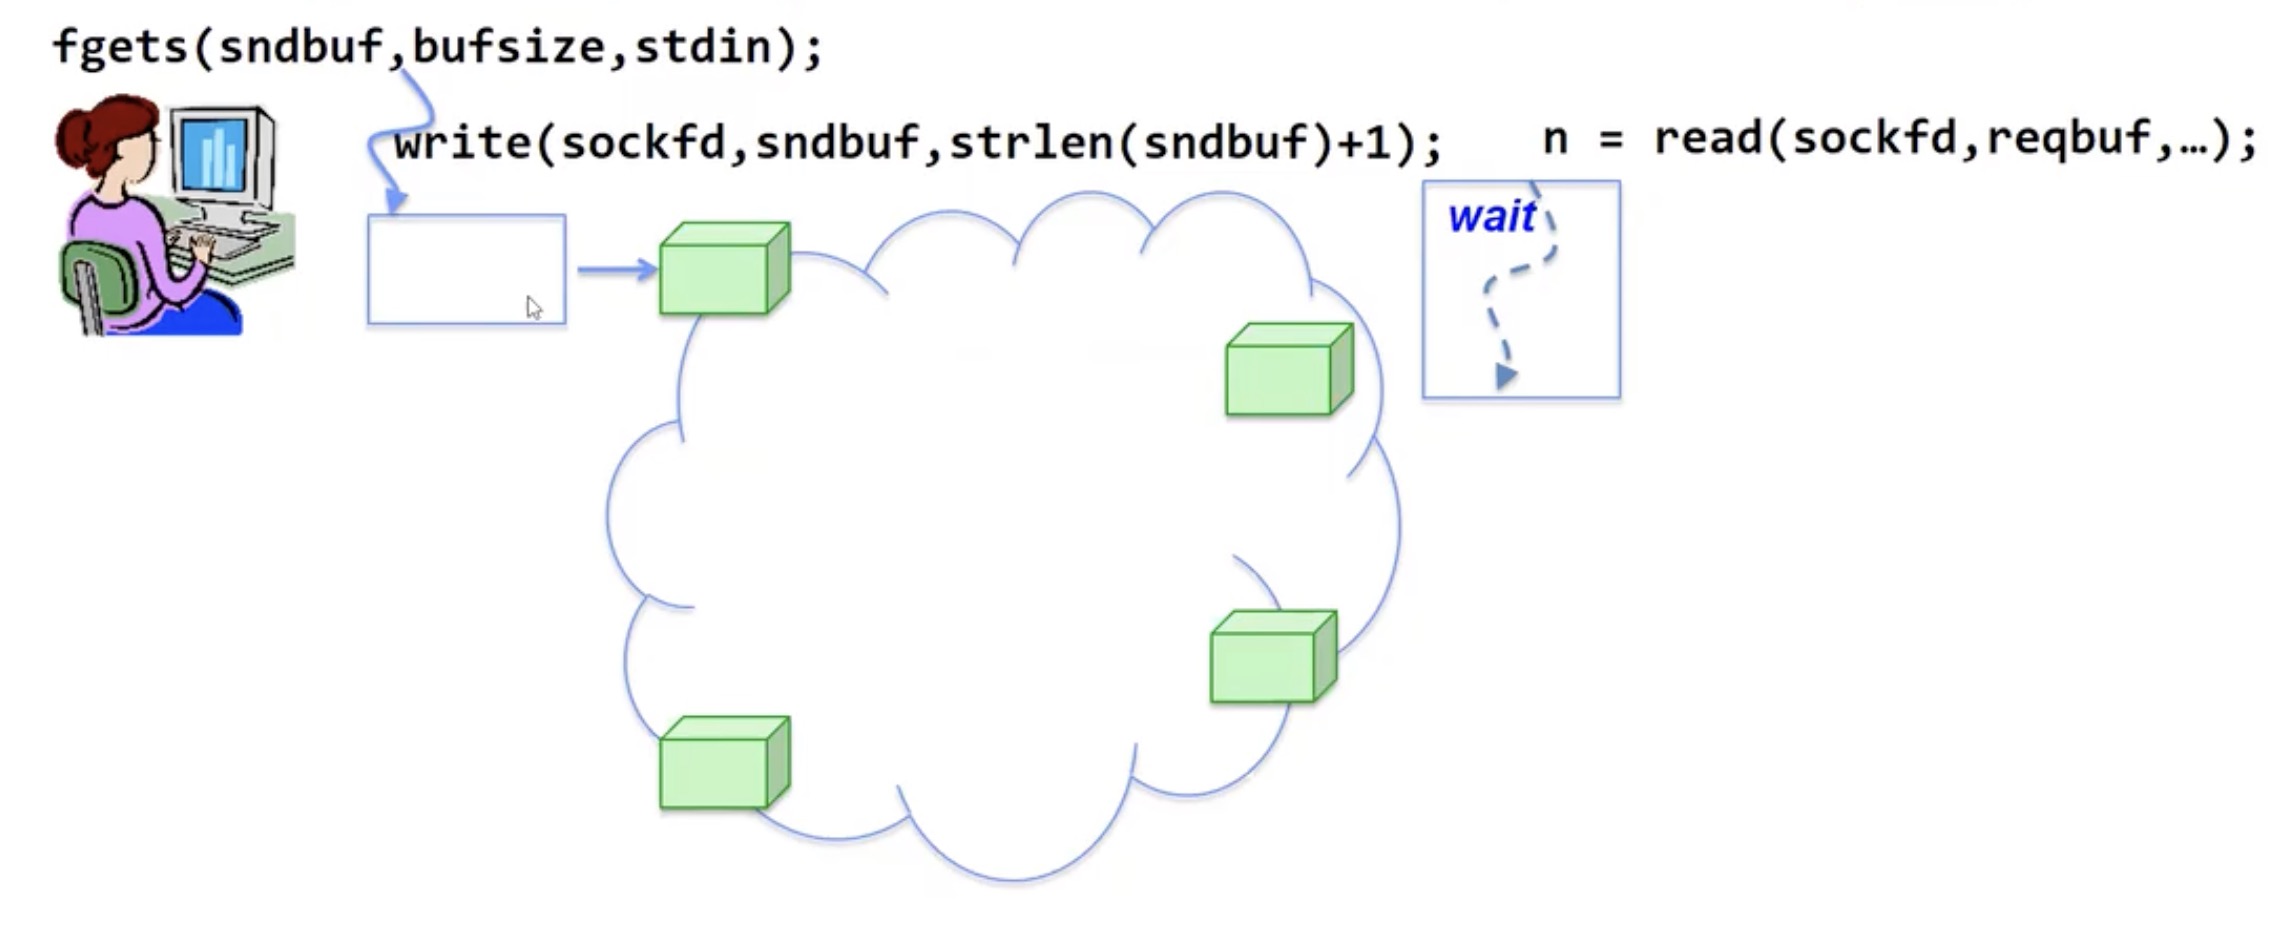 fgets(sndbuf,bufsize,stdin);
write(sockfd,sndbuf,strlen(sndbuf)+1);
n = read(sockfd,reqbuf,…);
wait